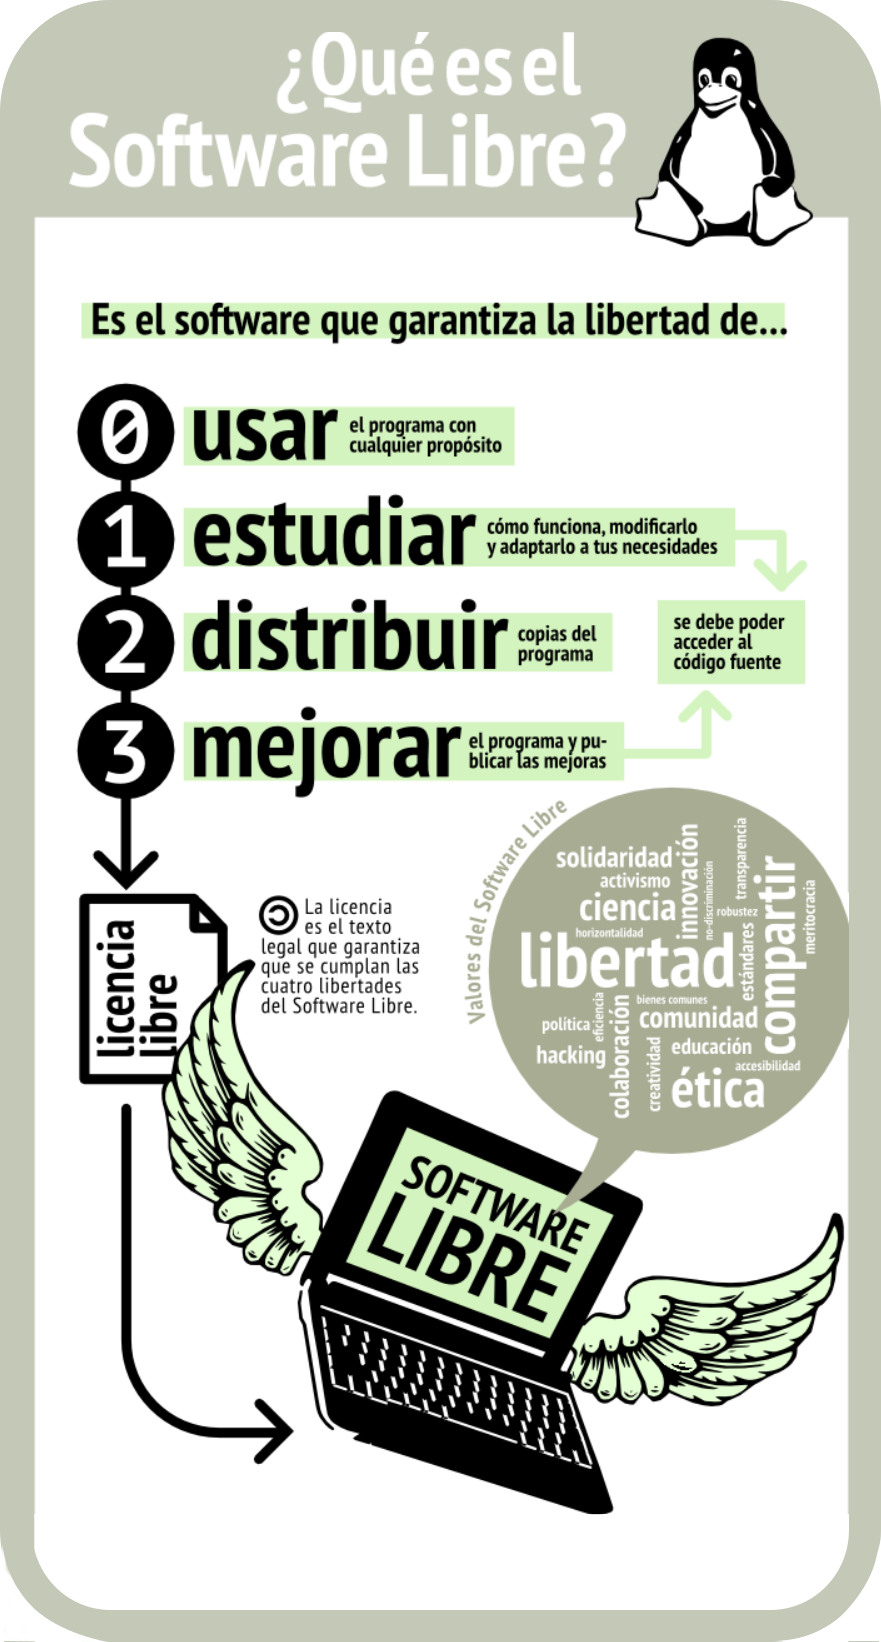 ¿Qué es el
Software Libre?
Es el software que garantiza la libertad de...
0 usar
el programa con
cualquier propósito
1 estudiar
cómo funciona, modificarlo
y adaptarlo a tus necesidades
2 distribuir
copias del
programa
se debe poder
acceder al
código fuente
3 mejorar
el programa y pu-
blicar las mejoras
licencia
libre
La licencia
es el texto
legal que garantiza
que se cumplan las
cuatro libertades
del Software Libre.
Valores del Software Libre
solidaridad
activismo
ciencia
horizontalidad
innovación
no-discriminación
transparencia
robustez
compartir
meritocracia
libertad
estándares
bienes comunes
política
eficiencia
colaboración
comunidad
hacking
creatividad
educación
accesibilidad
ética
SOFTWARE
LIBRE